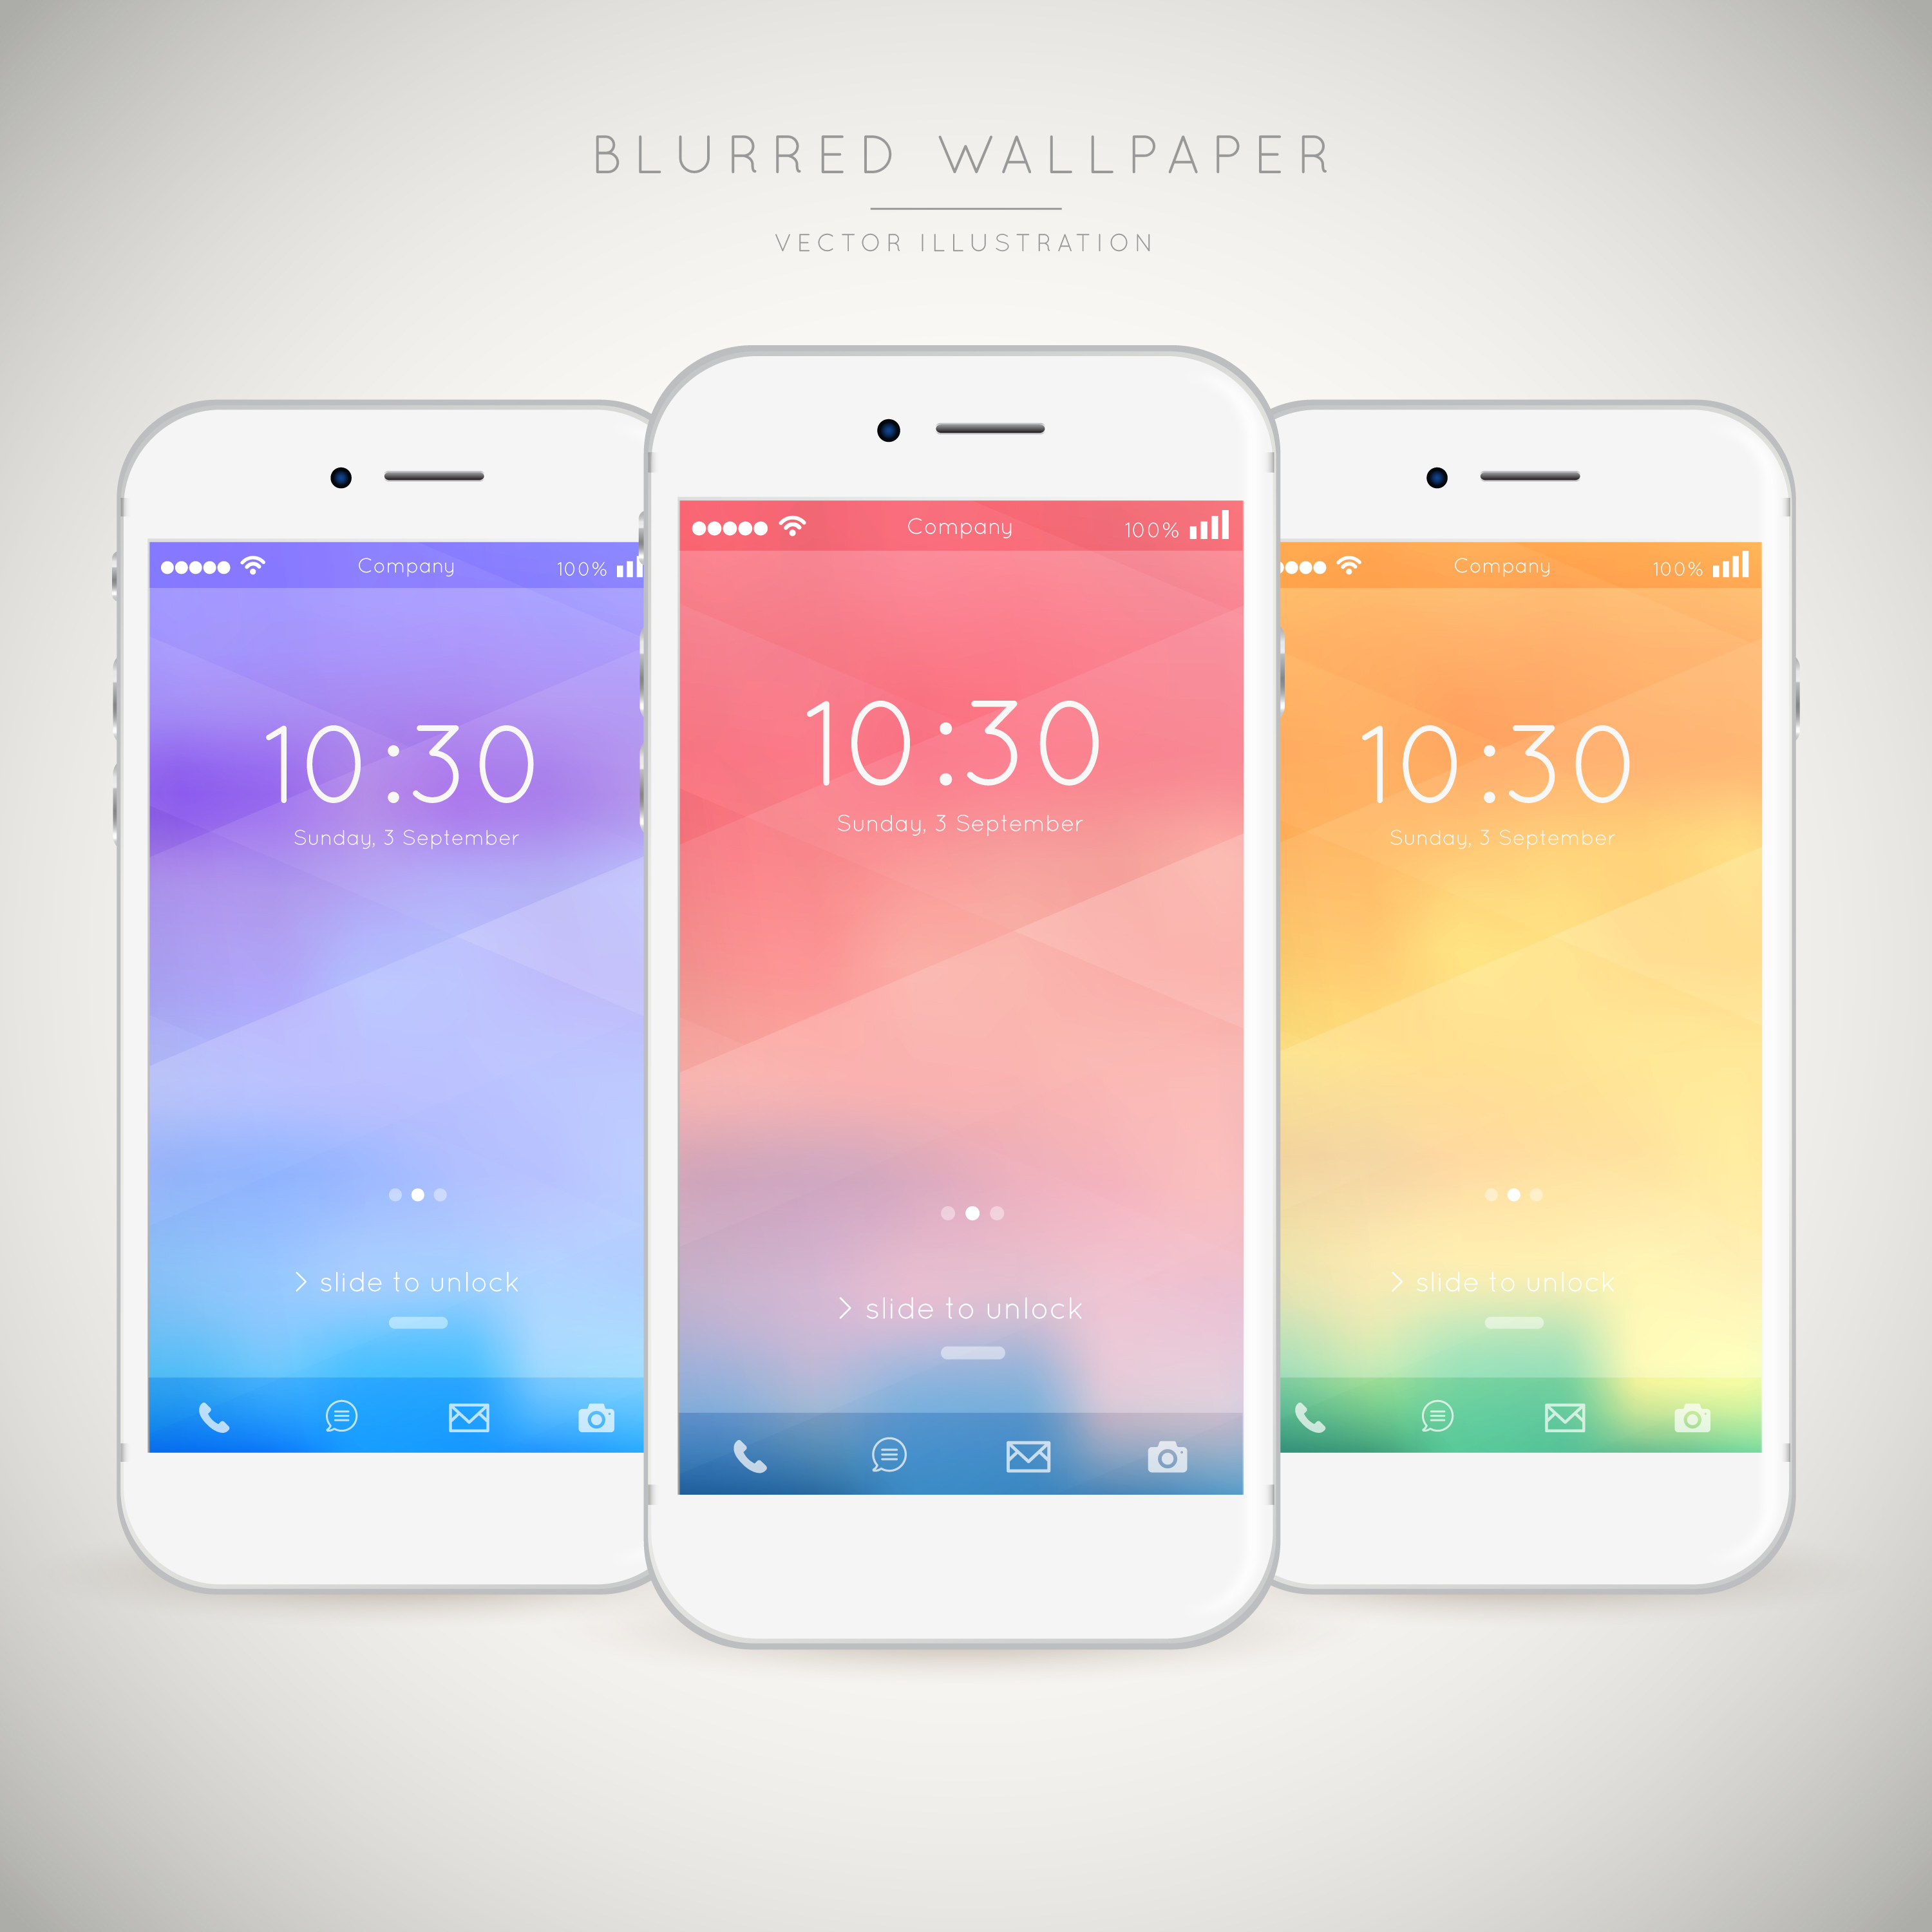 BLURRED WALLPAPER
VECTOR ILLUSTRATION
Company 100%
10:30
Sunday, 3 September
> slide to unlock
Company 100%
10:30
Sunday, 3 September
> slide to unlock
Company 100%
10:30
Sunday, 3 September
> slide to unlock